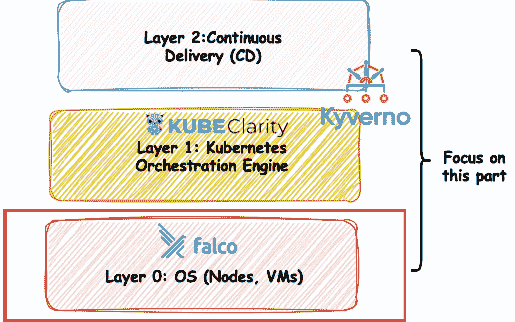 Layer 2:Continuous
Delivery (CD)
Kyverno
KUBEClarity
Layer 1: Kubernetes
Orchestration Engine
Focus on
this part
falco
Layer 0: OS (Nodes, VMs)